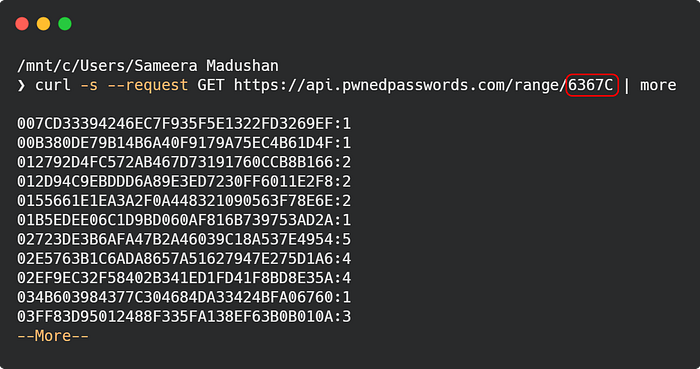 /mnt/c/Users/Sameera Madushan
❯ curl -s --request GET https://api.pwnedpasswords.com/range/6367C | more
007CD33394246EC7F935F5E1322FD3269EF:1
00B380DE79B14B6A40F9179A75EC4B61D4F:1
012792D4FC572AB467D73191760CCB8B166:2
012D94C9EBDDD6A89E3ED7230FF6011E2F8:2
0155661E1EA3A2F0A448321090563F78E6E:2
01B5EDEE06C1D9BD060AF816B739753AD2A:1
02723DE3B6AFA47B2A46039C18A537E4954:5
02E5763B1C6ADA8657A51627947E275D1A6:4
02EF9EC32F58402B341ED1FD41F8BD8E35A:4
034B603984377C304684DA33424BFA06760:1
03FF83D95012488F335FA138EF63B0B010A:3
--More--